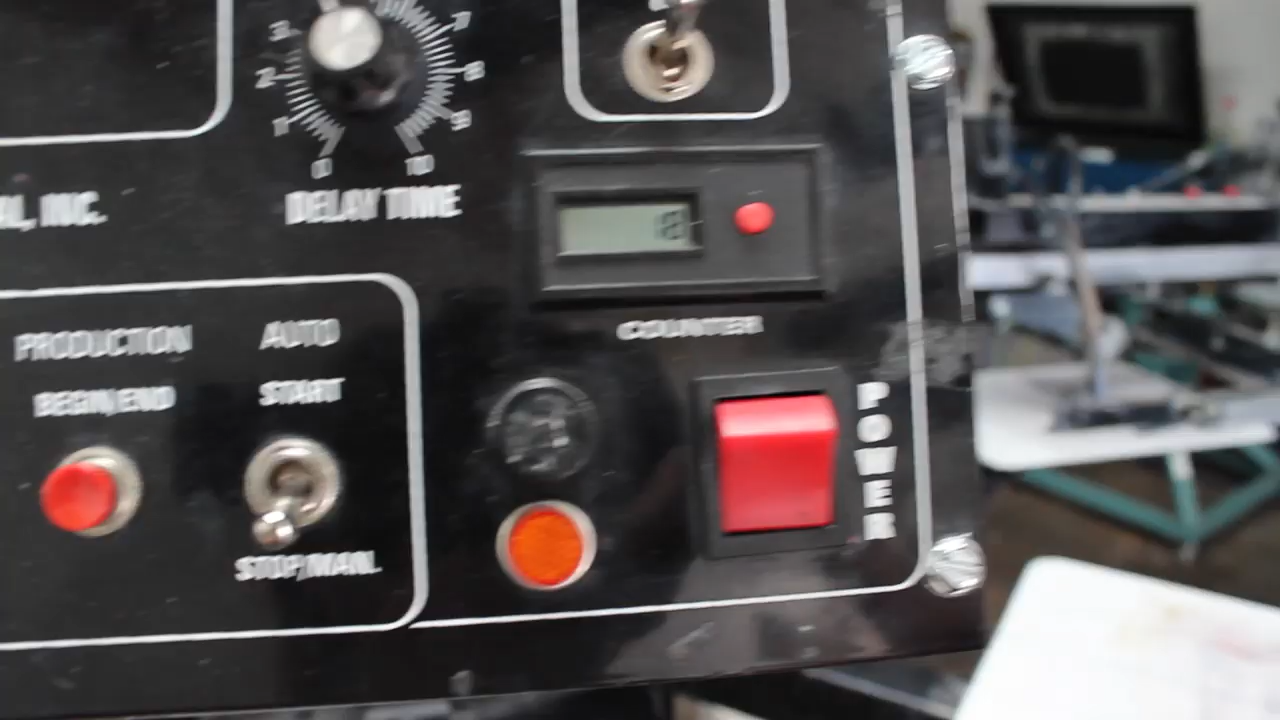 3
7
2
8
1
9
0
10
DELAY TIME
AL, INC.
COUNTER
PRODUCTION
BEGIN/END
AUTO
START
STOP/MAN.
POWER